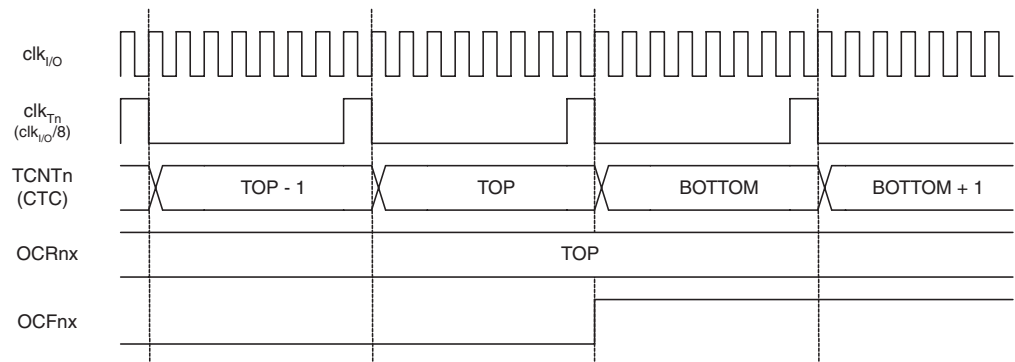 clkI/O
clkTn
(clkI/O/8)
TCNTn
(CTC)
TOP - 1
TOP
BOTTOM
BOTTOM + 1
OCRnx
TOP
OCFnx